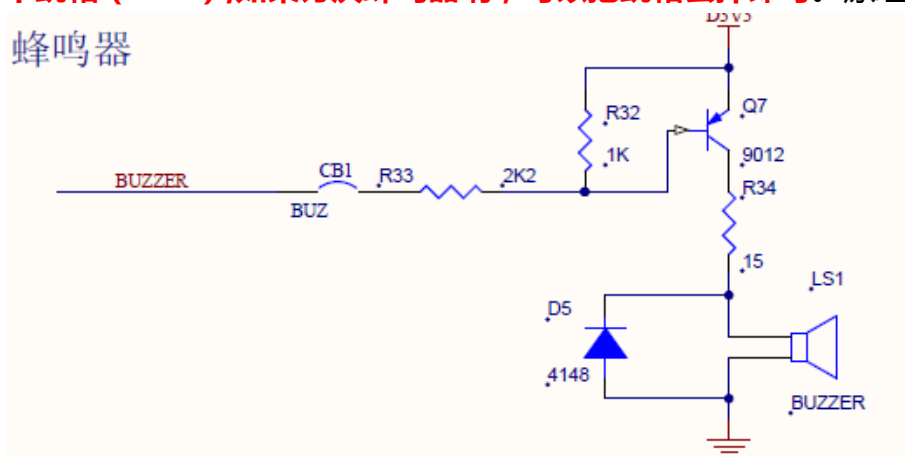 D3V3
蜂鸣器
R32
Q7
1K
9012
BUZZER
CB1
R33
2K2
BUZ
R34
15
LS1
D5
4148
BUZZER